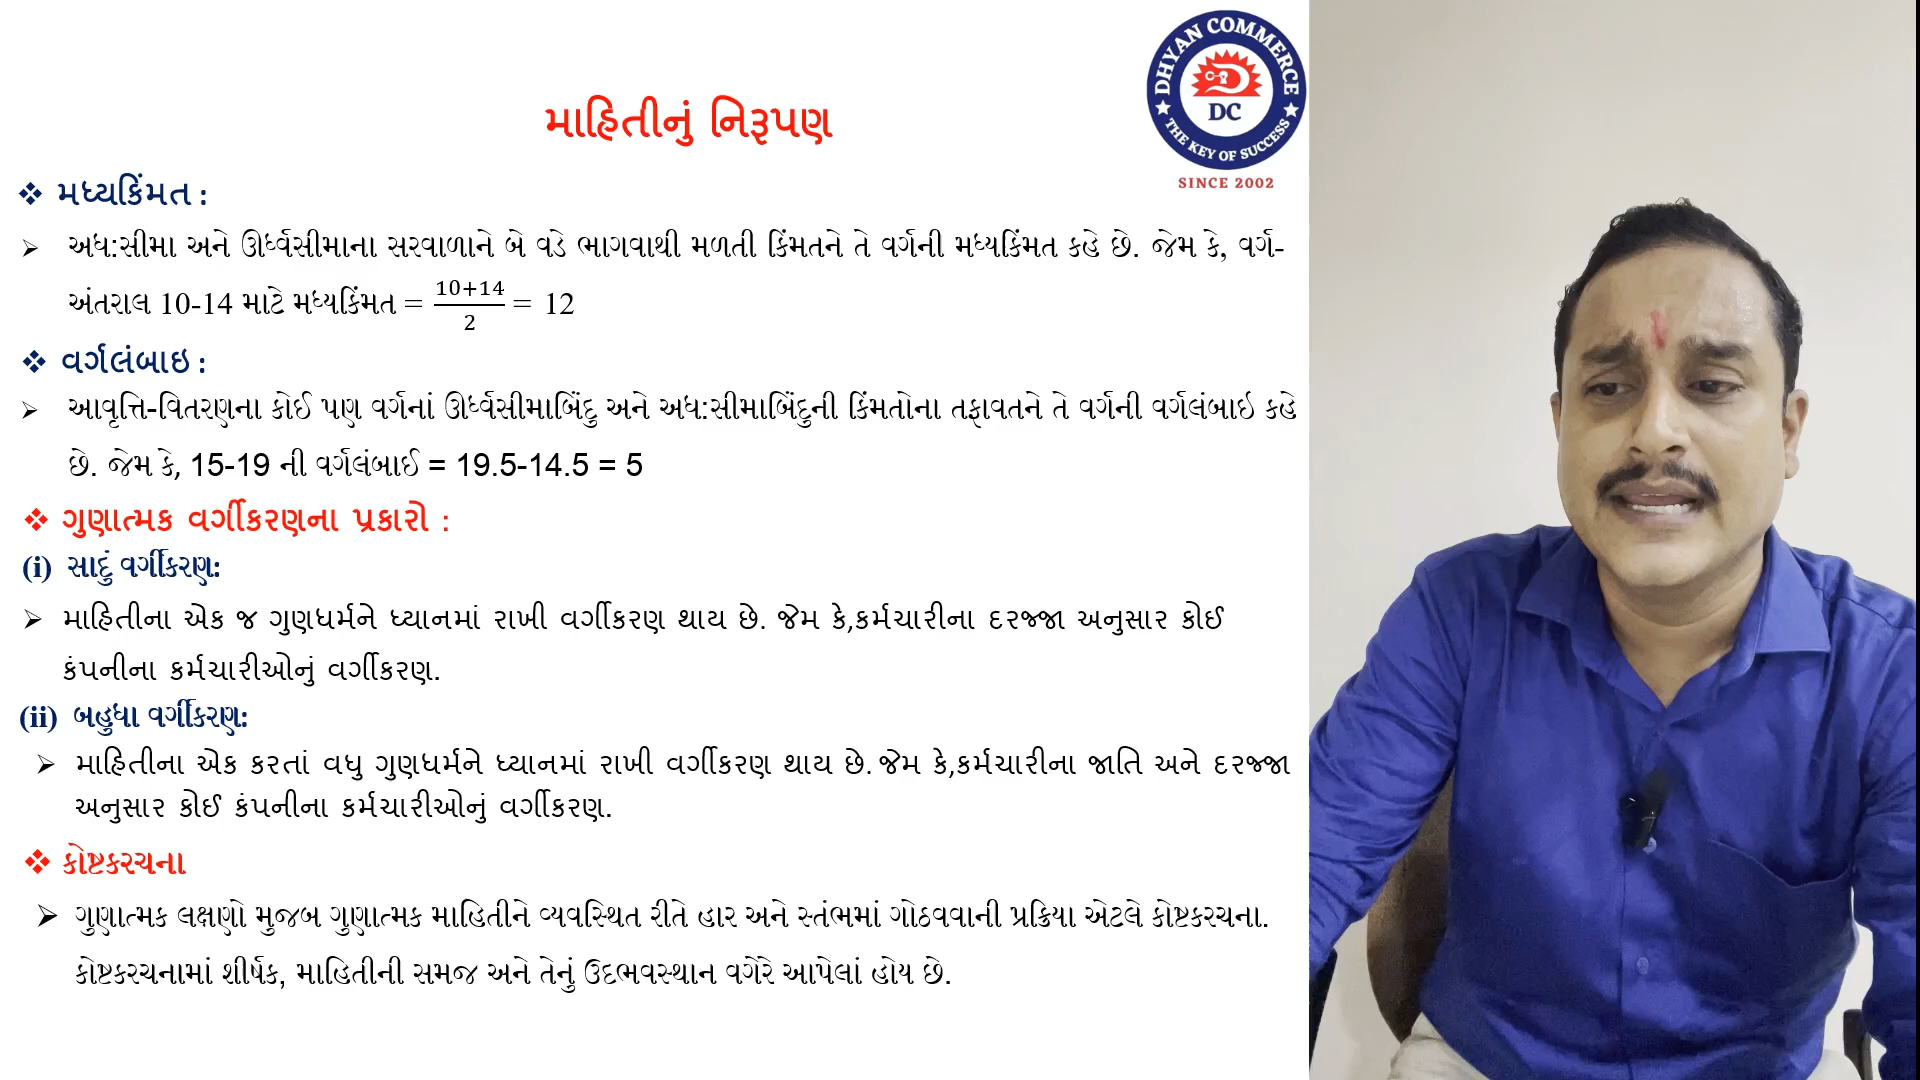 DHYAN COMMERCE
DC
THE KEY OF SUCCESS
SINCE 2002
માહિતીનું નિરૂપણ
❖ મધ્યકિંમત :
➢ અધ:સીમા અને ઊર્ધ્વસીમાના સરવાળાને બે વડે ભાગવાથી મળતી કિંમતને તે વર્ગની મધ્યકિંમત કહે છે. જેમ કે, વર્ગ-
અંતરાલ 10-14 માટે મધ્યકિંમત = \frac{10+14}{2} = 12
❖ વર્ગલંબાઇ :
➢ આવૃત્તિ-વિતરણના કોઈ પણ વર્ગનાં ઊર્ધ્વસીમાબિંદુ અને અધ:સીમાબિંદુની કિંમતોના તફાવતને તે વર્ગની વર્ગલંબાઇ કહે
છે. જેમ કે, 15-19 ની વર્ગલંબાઈ = 19.5-14.5 = 5
❖ ગુણાત્મક વર્ગીકરણના પ્રકારો :
(i) સાદું વર્ગીકરણ:
➢ માહિતીના એક જ ગુણધર્મને ધ્યાનમાં રાખી વર્ગીકરણ થાય છે. જેમ કે,કર્મચારીના દરજ્જા અનુસાર કોઈ
કંપનીના કર્મચારીઓનું વર્ગીકરણ.
(ii) બહુધા વર્ગીકરણ:
➢ માહિતીના એક કરતાં વધુ ગુણધર્મને ધ્યાનમાં રાખી વર્ગીકરણ થાય છે. જેમ કે,કર્મચારીના જાતિ અને દરજ્જા
અનુસાર કોઈ કંપનીના કર્મચારીઓનું વર્ગીકરણ.
❖ કોષ્ટકરચના
➢ ગુણાત્મક લક્ષણો મુજબ ગુણાત્મક માહિતીને વ્યવસ્થિત રીતે હાર અને સ્તંભમાં ગોઠવવાની પ્રક્રિયા એટલે કોષ્ટકરચના.
કોષ્ટકરચનામાં શીર્ષક, માહિતીની સમજ અને તેનું ઉદભવસ્થાન વગેરે આપેલાં હોય છે.